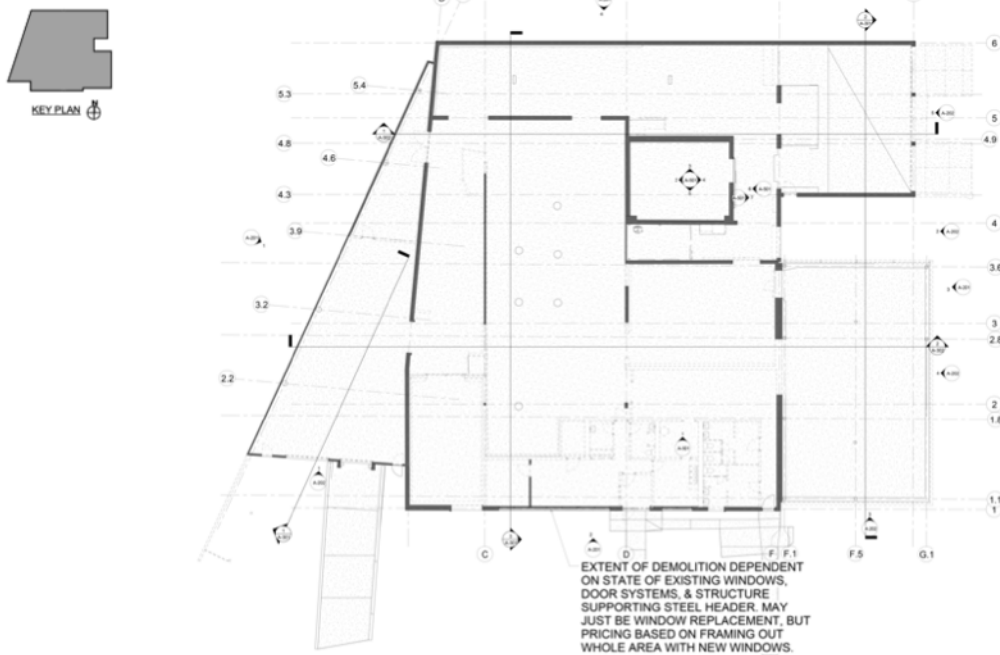 KEY PLAN
N
6
5.4
5.3
5
4.8
4.9
4.6
4.3
4
3.9
3.6
3.2
3
2.8
2.2
2
1.8
1.1
1
C
D
F
F.1
F.5
G.1
EXTENT OF DEMOLITION DEPENDENT
ON STATE OF EXISTING WINDOWS,
DOOR SYSTEMS, & STRUCTURE
SUPPORTING STEEL HEADER. MAY
JUST BE WINDOW REPLACEMENT, BUT
PRICING BASED ON FRAMING OUT
WHOLE AREA WITH NEW WINDOWS.